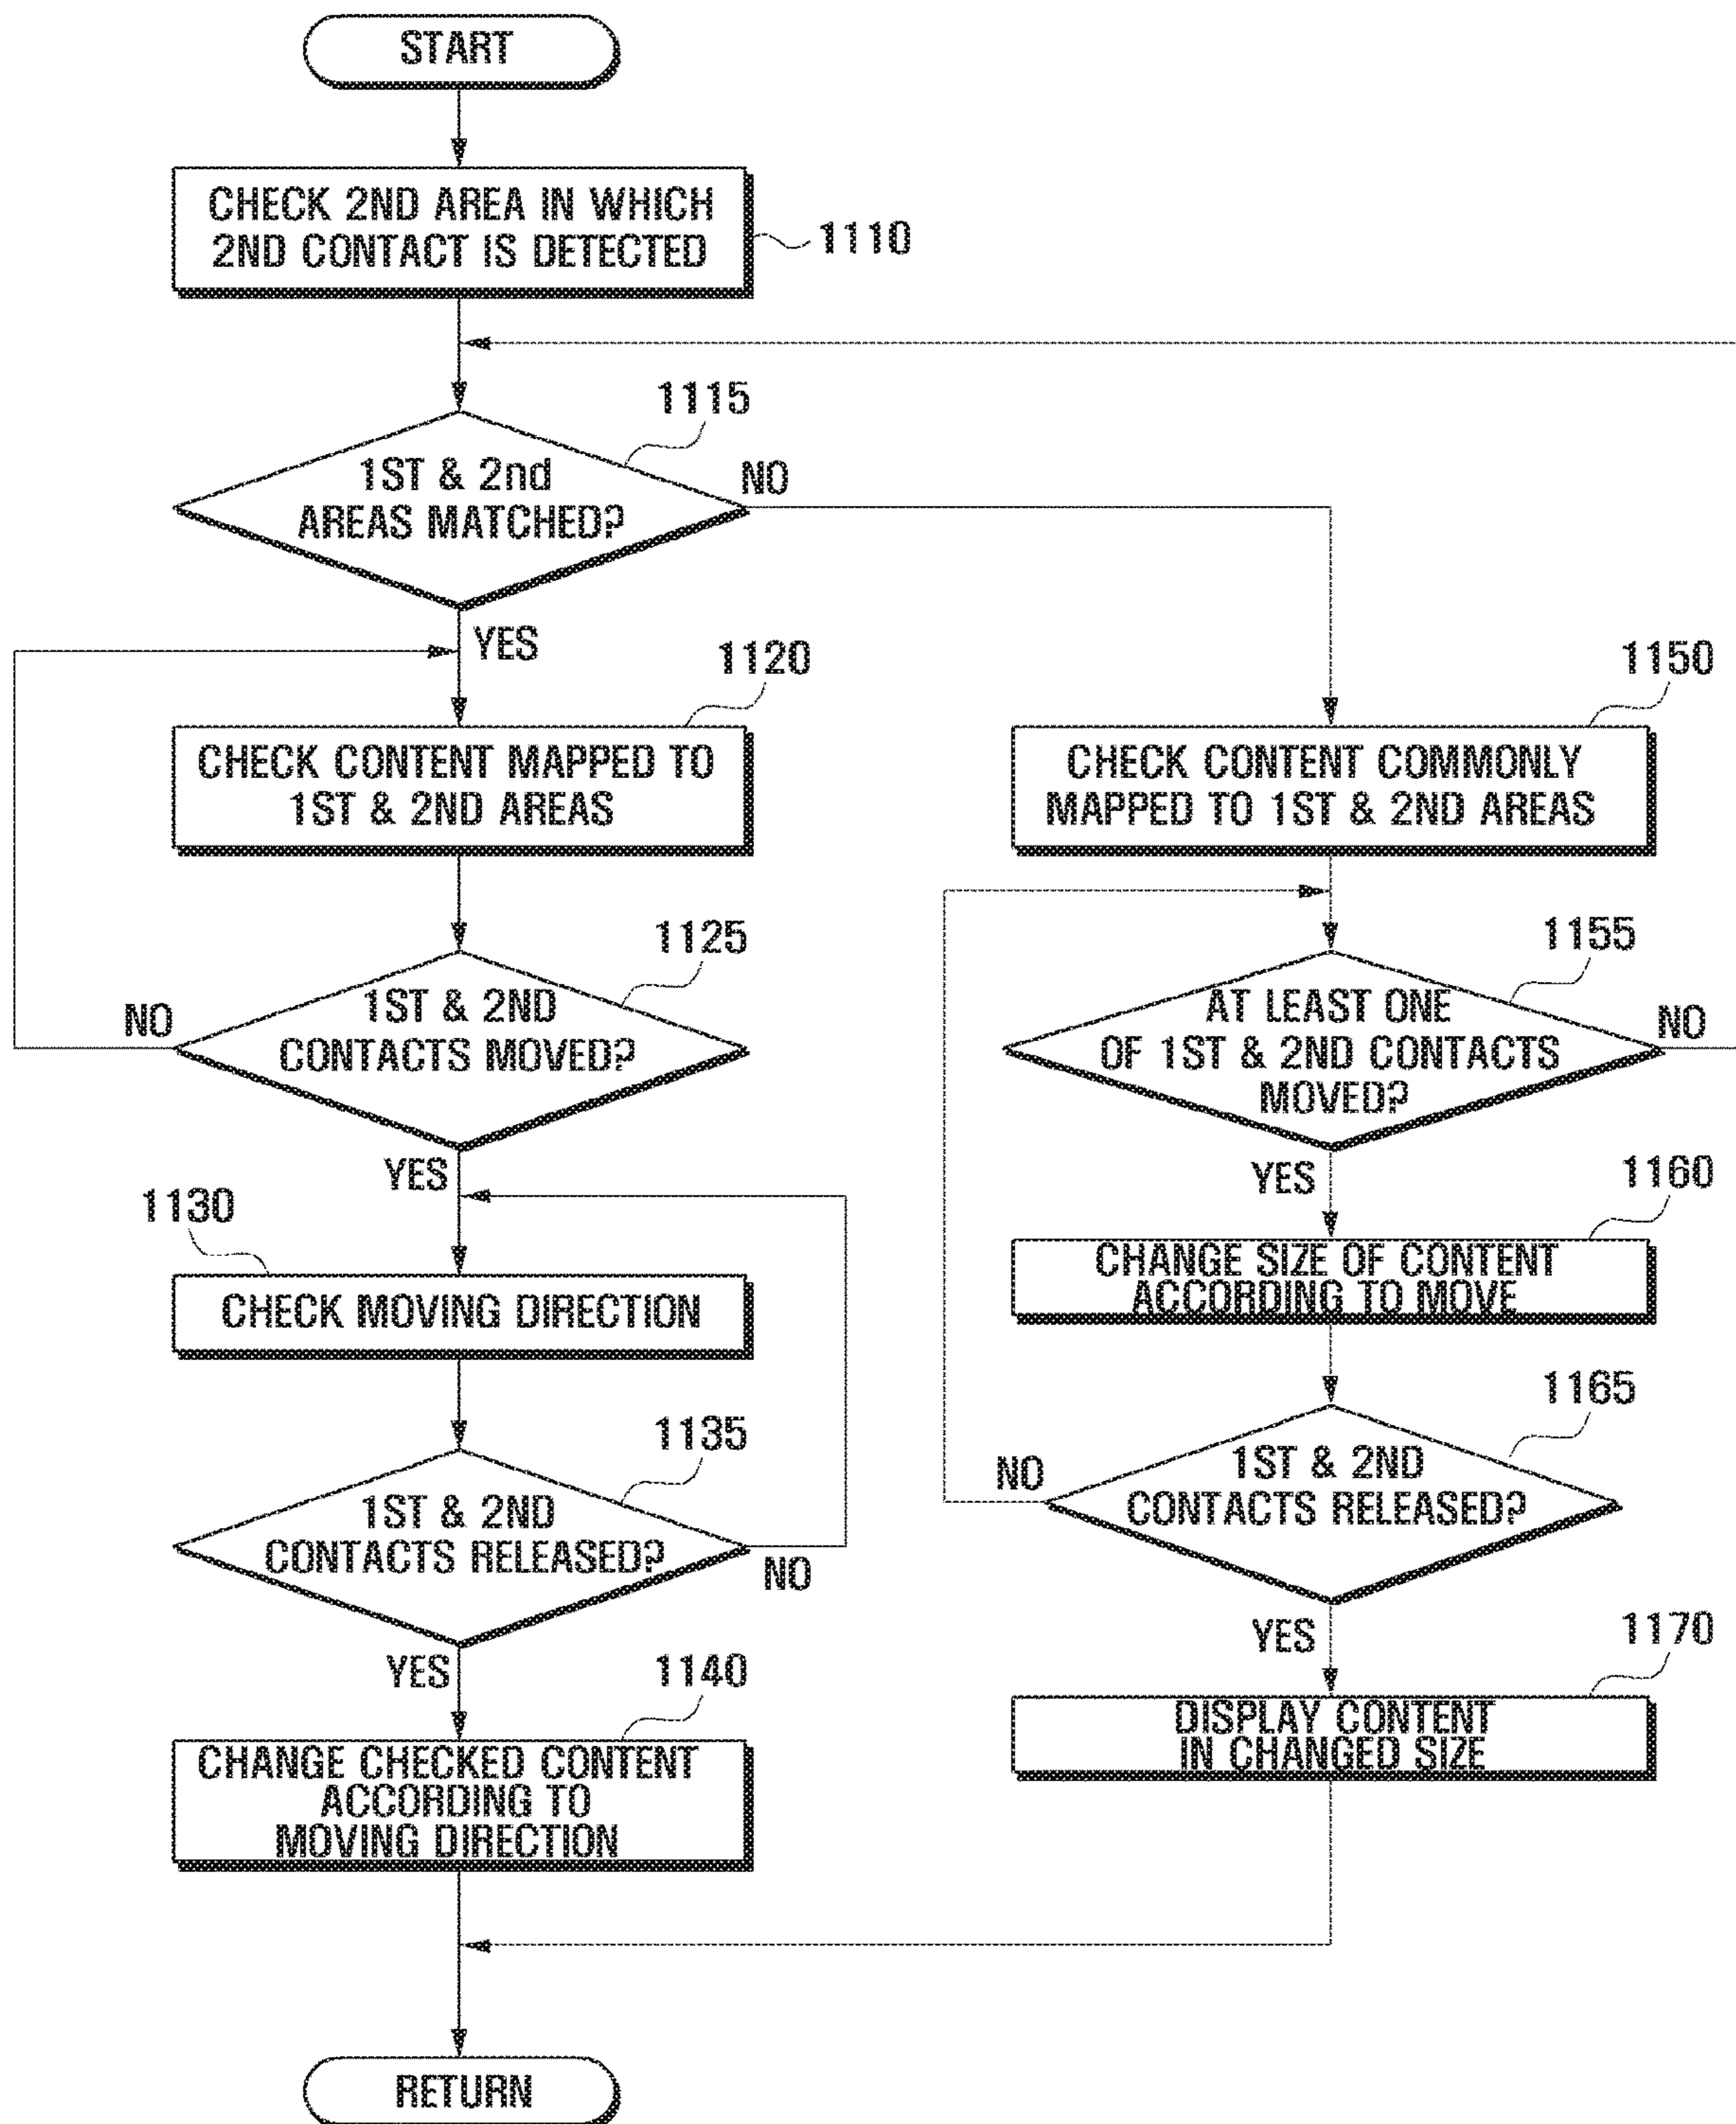 START
CHECK 2ND AREA IN WHICH
2ND CONTACT IS DETECTED
1110
1115
1ST & 2nd
AREAS MATCHED?
NO
YES
1120
CHECK CONTENT MAPPED TO
1ST & 2ND AREAS
1125
1ST & 2ND
CONTACTS MOVED?
NO
YES
1130
CHECK MOVING DIRECTION
1135
1ST & 2ND
CONTACTS RELEASED?
NO
YES
1140
CHANGE CHECKED CONTENT
ACCORDING TO
MOVING DIRECTION
1150
CHECK CONTENT COMMONLY
MAPPED TO 1ST & 2ND AREAS
1155
AT LEAST ONE
OF 1ST & 2ND CONTACTS
MOVED?
NO
YES
1160
CHANGE SIZE OF CONTENT
ACCORDING TO MOVE
1165
1ST & 2ND
CONTACTS RELEASED?
NO
YES
1170
DISPLAY CONTENT
IN CHANGED SIZE
RETURN